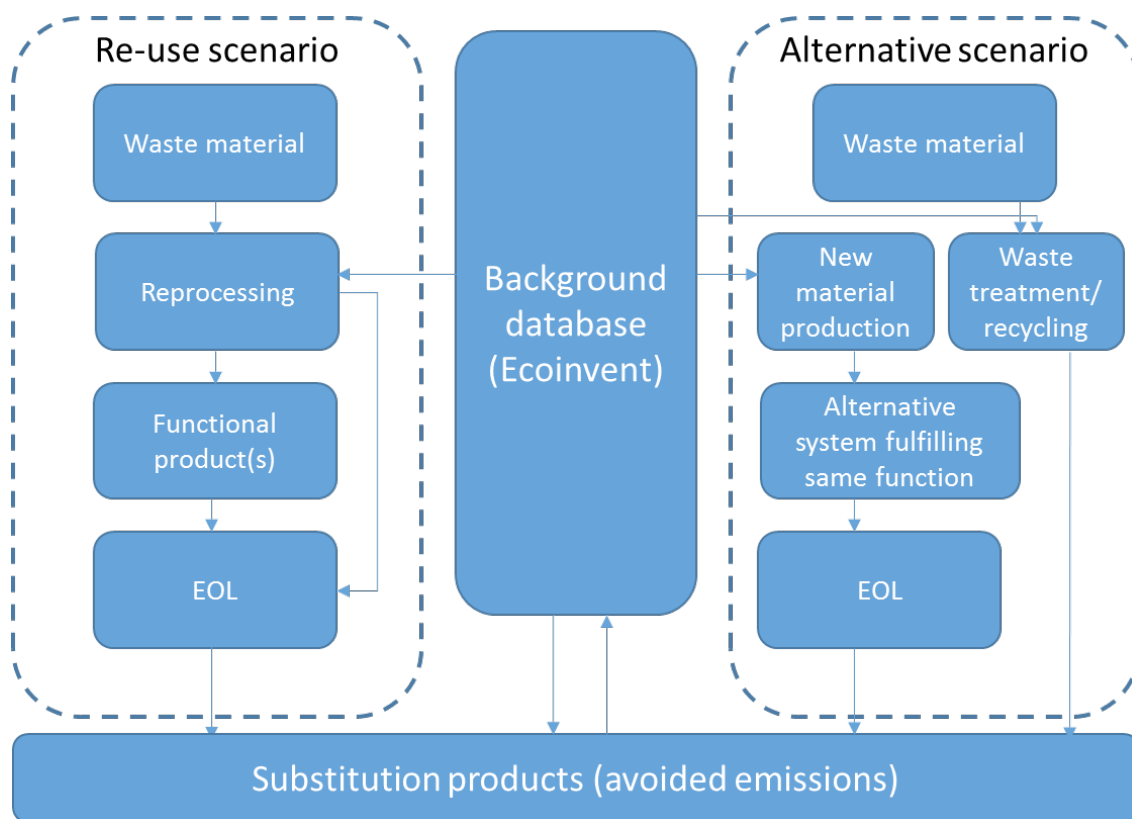 Re-use scenario
Waste material
Reprocessing
Functional
product(s)
EOL
Background
database
(Ecoinvent)
Alternative scenario
Waste material
New
material
production
Waste
treatment/
recycling
Alternative
system fulfilling
same function
EOL
Substitution products (avoided emissions)